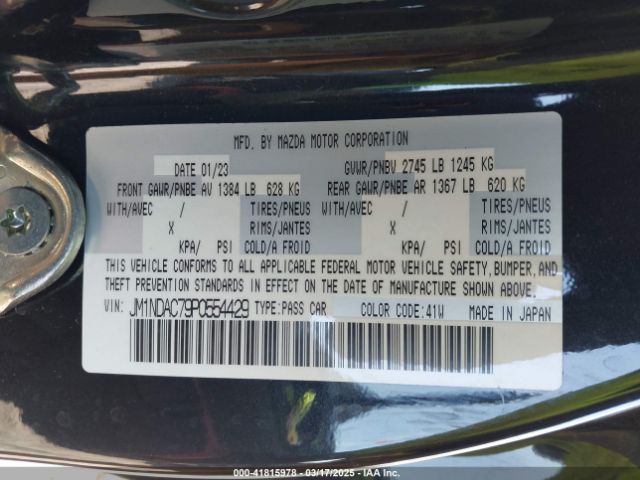 MFD. BY MAZDA MOTOR CORPORATION
DATE 01/23 GVWR/PNBV 2745 LB 1245 KG
FRONT GAWR/PNBE AV 1384 LB 628 KG REAR GAWR/PNBE AR 1367 LB 620 KG
WITH/AVEC / TIRES/PNEUS WITH/AVEC / TIRES/PNEUS
X RIMS/JANTES X RIMS/JANTES
KPA/ PSI COLD/A FROID KPA/ PSI COLD/A FROID
THIS VEHICLE CONFORMS TO ALL APPLICABLE FEDERAL MOTOR VEHICLE SAFETY, BUMPER, AND
THEFT PREVENTION STANDARDS IN EFFECT ON THE DATE OF MANUFACTURE SHOWN ABOVE.
VIN: JM1NDAC79P0554429 TYPE:PASS CAR COLOR CODE:41W MADE IN JAPAN
000-41815978 - 03/17/2025 - COPART, INC.